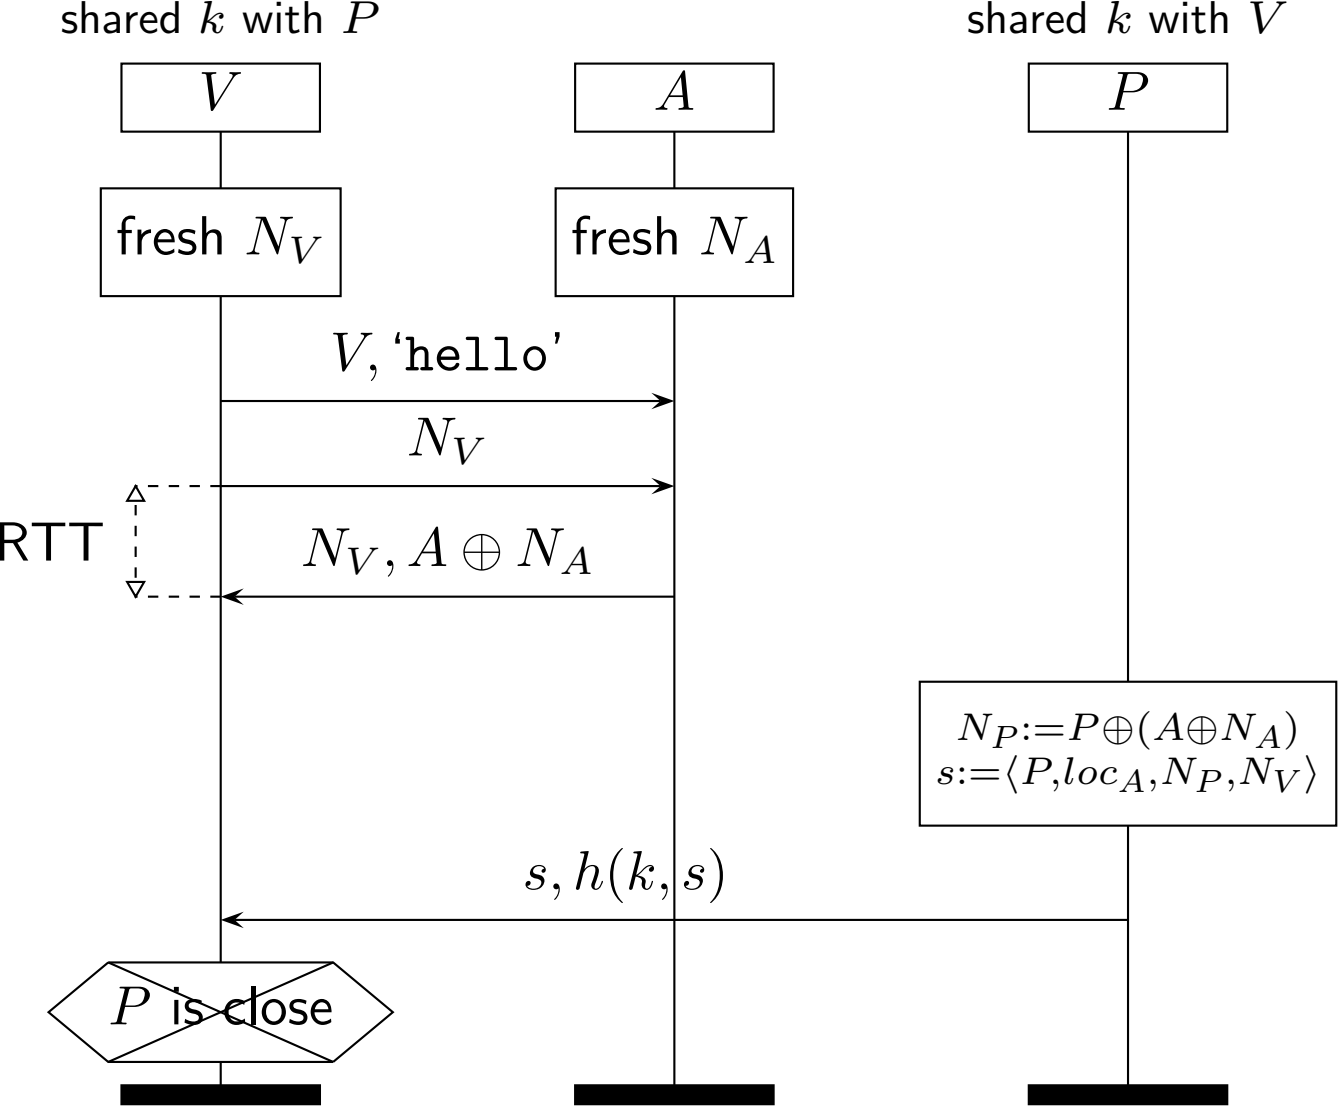 shared k with P
shared k with V
V
A
P
fresh N_V
fresh N_A
V, ‘hello’
N_V
RTT
N_V, A ⊕ N_A
N_P:=P⊕(A⊕N_A)
s:=⟨P,loc_A,N_P,N_V⟩
s, h(k, s)
P is close